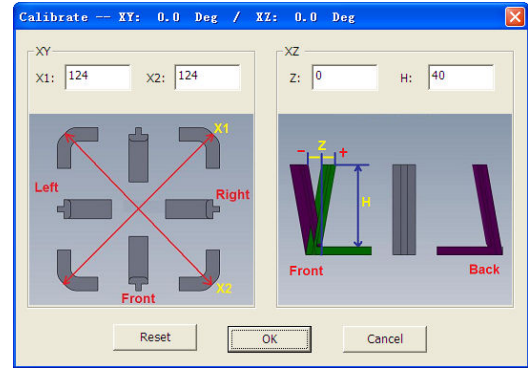 Calibrate -- XY: 0.0 Deg / XZ: 0.0 Deg
XY
X1: 124 X2: 124
XZ
Z: 0 H: 40
X1
Left
Right
Front
X2
- Z +
H
Front
Back
Reset
OK
Cancel